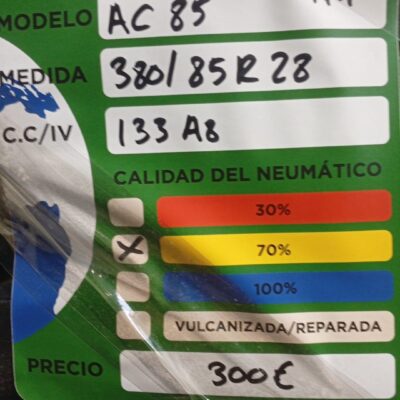 MODELO AC 85
MEDIDA 380/85 R 28
C.C/IV 133 A8
CALIDAD DEL NEUMÁTICO
30%
X 70%
100%
VULCANIZADA/REPARADA
PRECIO 300€